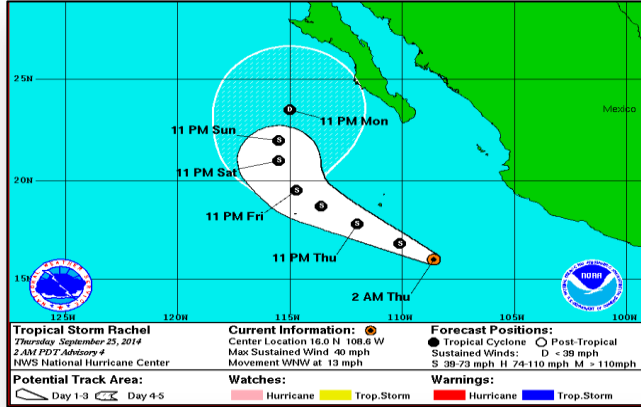 25N
Mexico
11 PM Mon
11 PM Sun
11 PM Sat
20N
11 PM Fri
11 PM Thu
2 AM Thu
15N
NOAA
125W 120W 115W 110W 105W 100W
Tropical Storm Rachel
Thursday September 25, 2014
2 AM PDT Advisory 4
NWS National Hurricane Center
Current Information:
Center Location 16.0 N 108.6 W
Max Sustained Wind 40 mph
Movement WNW at 13 mph
Forecast Positions:
Tropical Cyclone Post-Tropical
Sustained Winds: D < 39 mph
S 39-73 mph H 74-110 mph M > 110mph
Potential Track Area:
Day 1-3 Day 4-5
Watches:
Hurricane Trop.Storm
Warnings:
Hurricane Trop.Storm
D
S
S
S
S
S
S